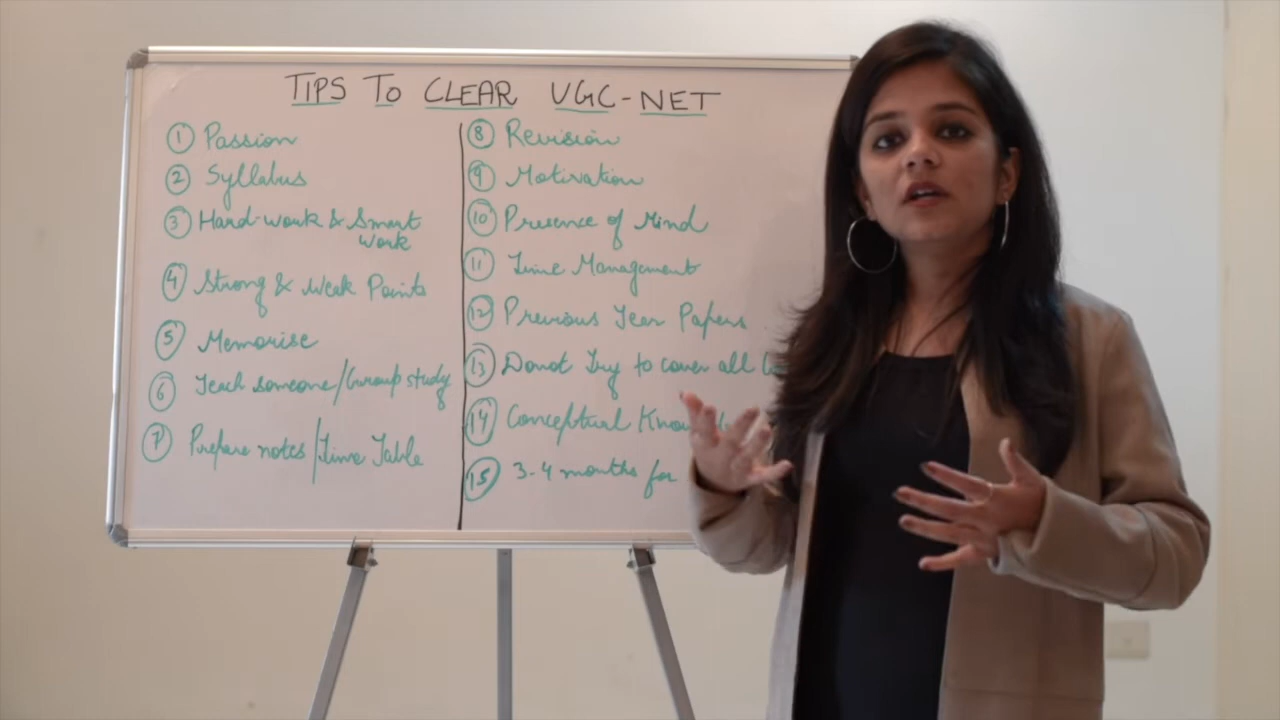 TIPS TO CLEAR UGC-NET
1 Passion
2 Syllabus
3 Hard-work & Smart
Work
4 Strong & Weak Points
5 Memorise
6 Teach someone/Group study
7 Prepare notes/Time Table
8 Revision
9 Motivation
10 Presence of Mind
11 Time Management
12 Previous Year Papers
13 Donot Try to cover all
14 Conceptual
15 3-4 months for